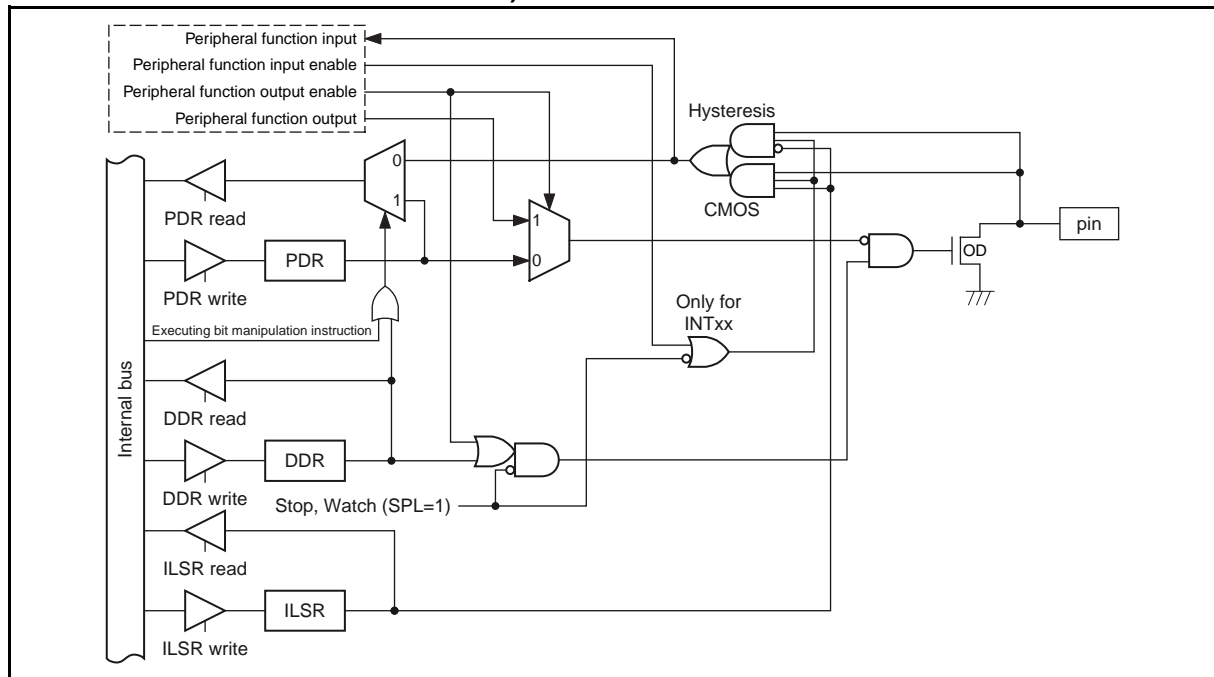 Peripheral function input
Peripheral function input enable
Peripheral function output enable
Peripheral function output
Hysteresis
0
1
CMOS
PDR read
1
pin
PDR
0
OD
PDR write
Only for
INTxx
Executing bit manipulation instruction
Internal bus
DDR read
DDR
DDR write
Stop, Watch (SPL=1)
ILSR read
ILSR
ILSR write